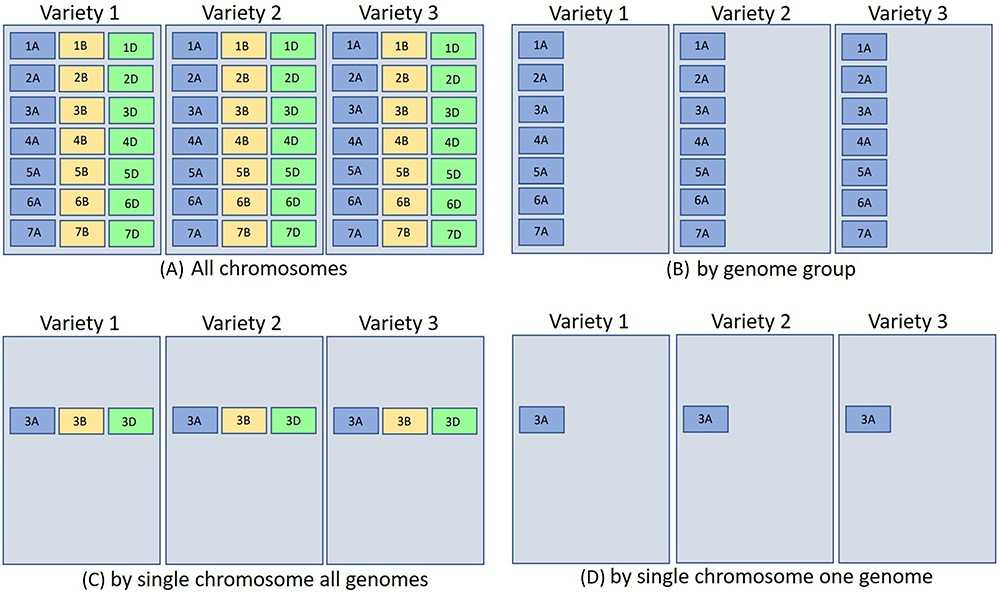 Variety 1 Variety 2 Variety 3
1A 1B 1D 1A 1B 1D 1A 1B 1D
2A 2B 2D 2A 2B 2D 2A 2B 2D
3A 3B 3D 3A 3B 3D 3A 3B 3D
4A 4B 4D 4A 4B 4D 4A 4B 4D
5A 5B 5D 5A 5B 5D 5A 5B 5D
6A 6B 6D 6A 6B 6D 6A 6B 6D
7A 7B 7D 7A 7B 7D 7A 7B 7D
(A) All chromosomes
Variety 1 Variety 2 Variety 3
1A 1A 1A
2A 2A 2A
3A 3A 3A
4A 4A 4A
5A 5A 5A
6A 6A 6A
7A 7A 7A
(B) by genome group
Variety 1 Variety 2 Variety 3
3A 3B 3D 3A 3B 3D 3A 3B 3D
(C) by single chromosome all genomes
Variety 1 Variety 2 Variety 3
3A 3A 3A
(D) by single chromosome one genome